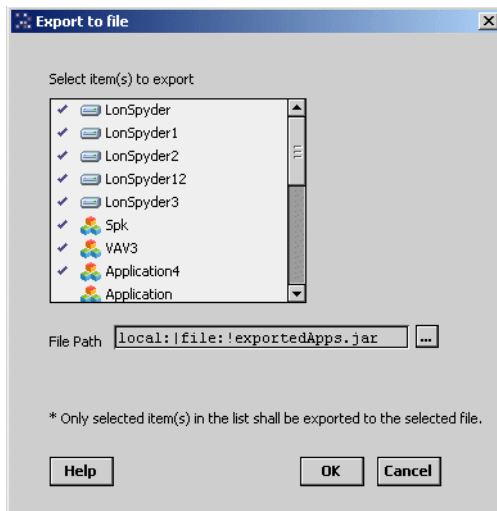 Export to file
Select item(s) to export
LonSpyder
LonSpyder1
LonSpyder2
LonSpyder12
LonSpyder3
Spk
VAV3
Application4
Application
File Path local:|file:!exportedApps.jar ...
* Only selected item(s) in the list shall be exported to the selected file.
Help OK Cancel